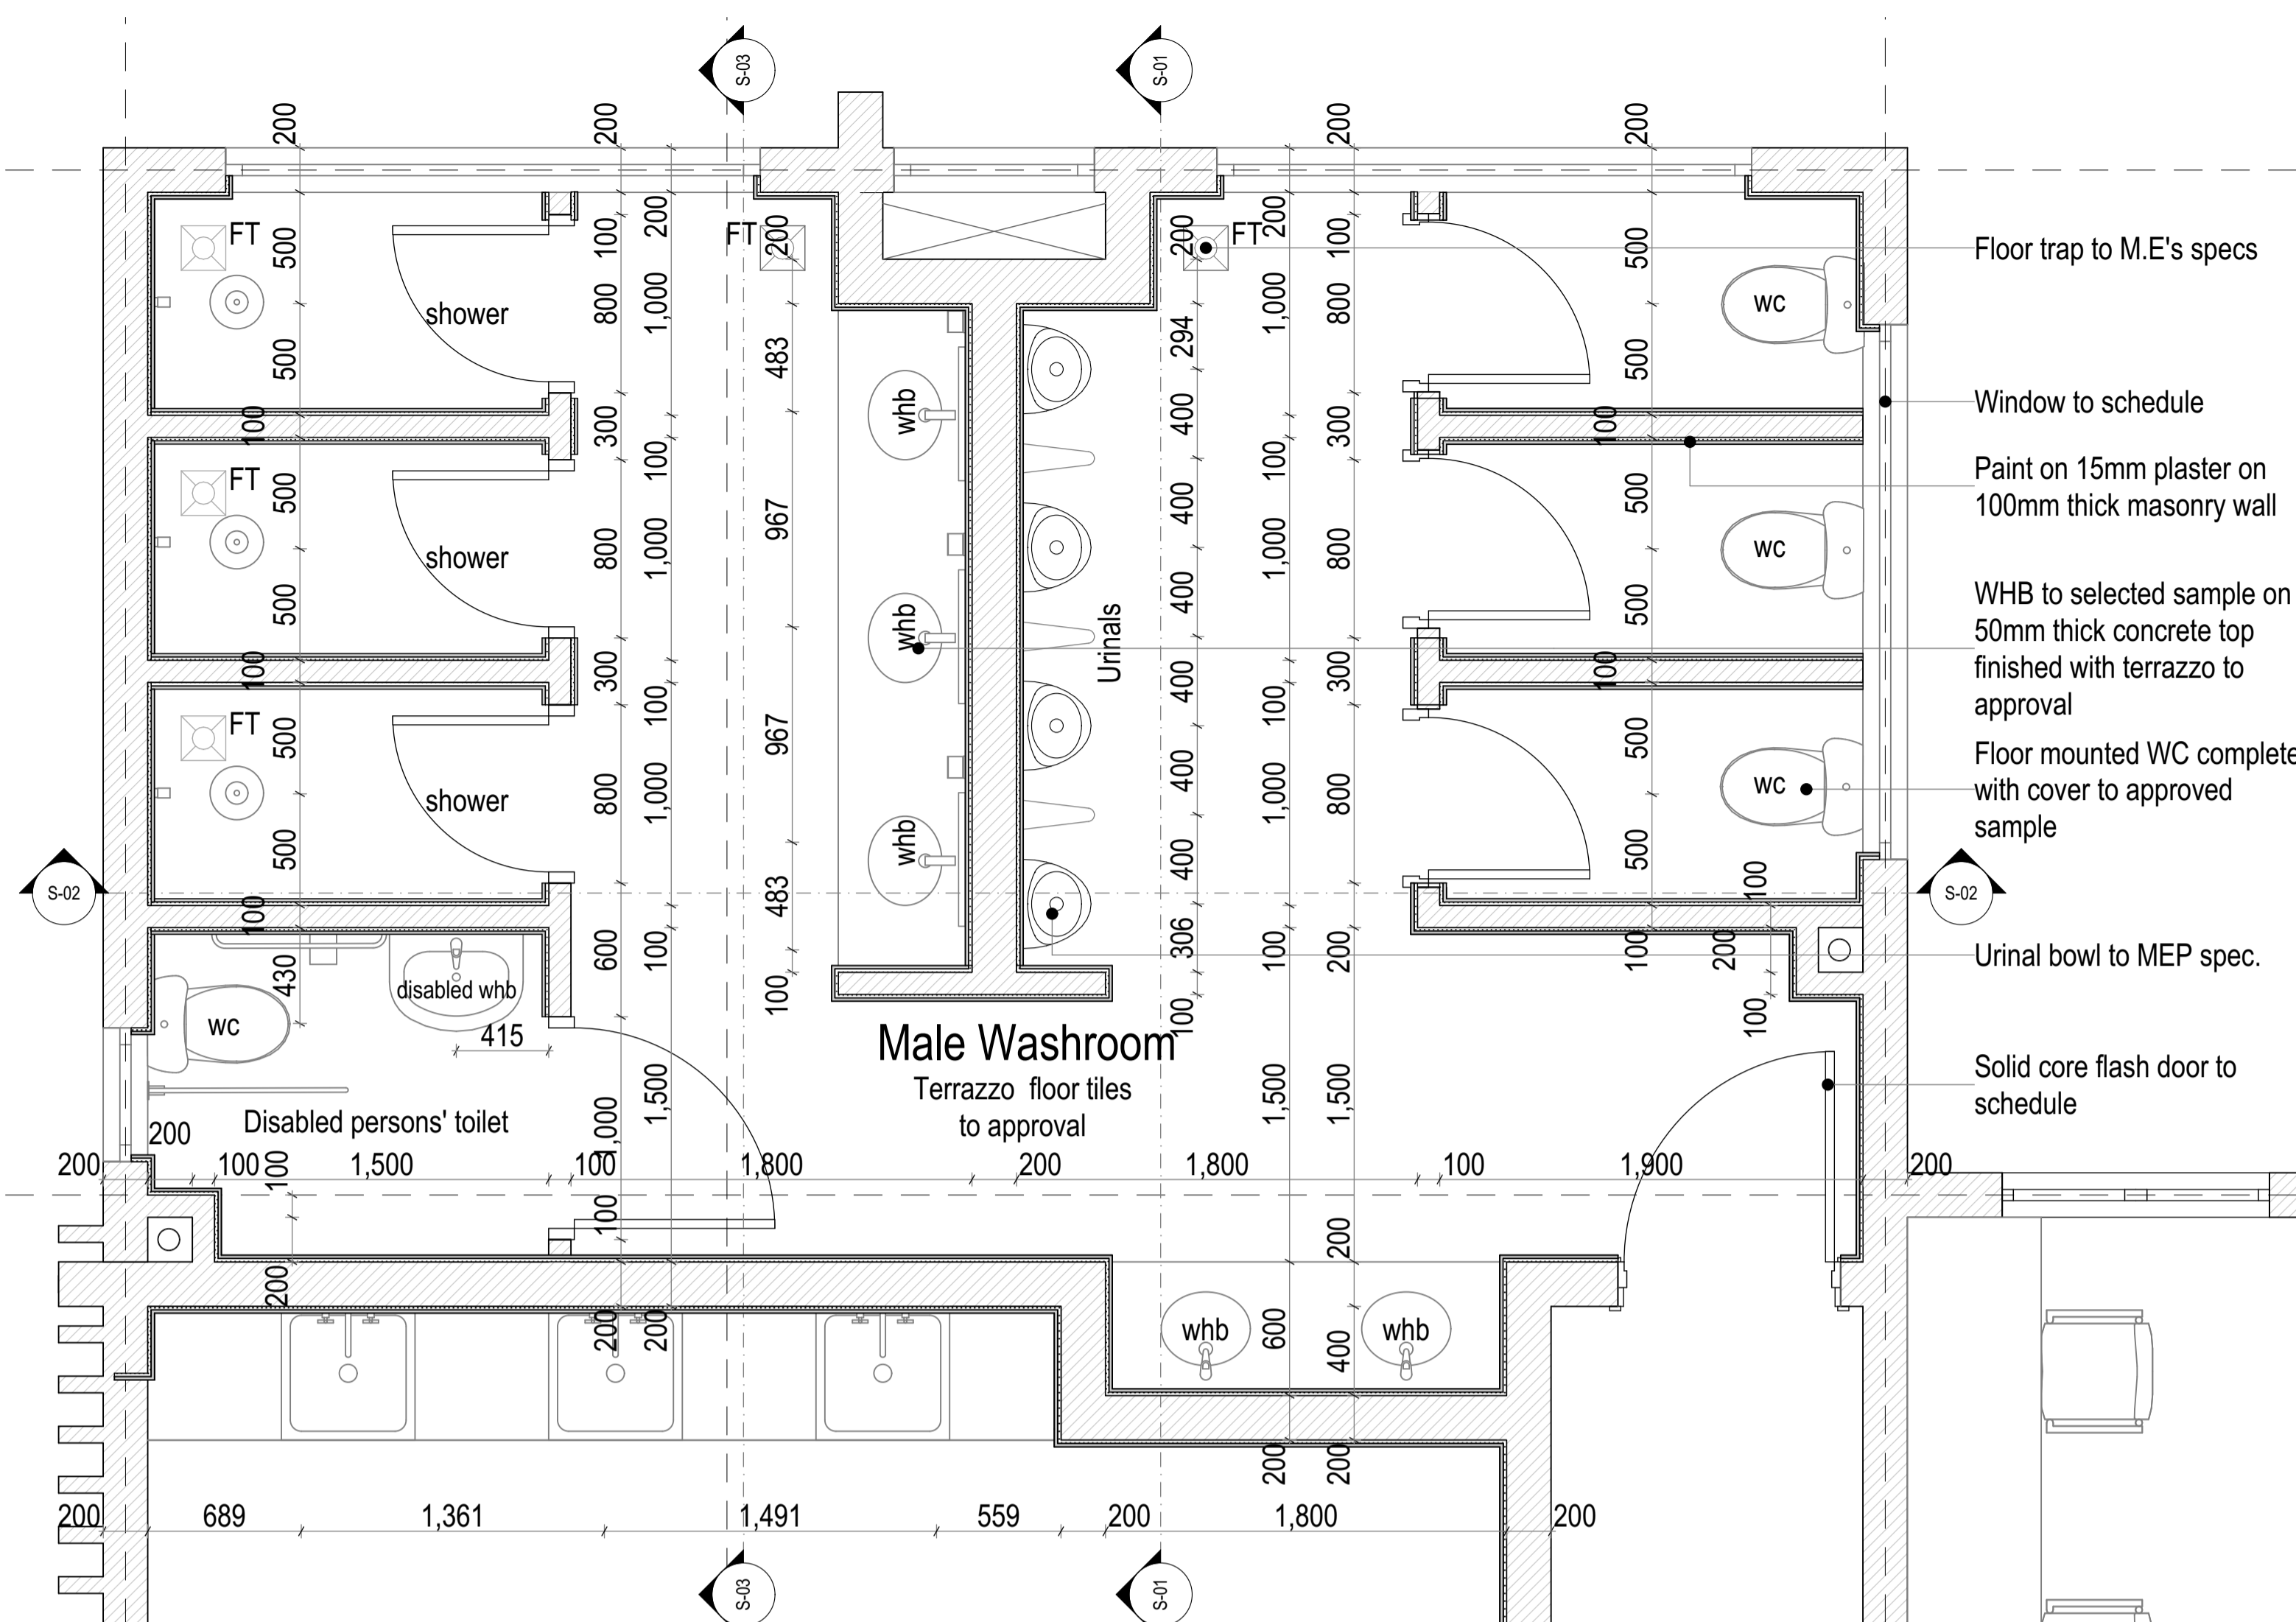 S-03
S-01
200
200
200
200
FT
500
500
shower
100
800
200
1,000
FT
200
483
whb
200
FT
294
400
200
1,000
100
800
500
500
wc
Floor trap to M.E's specs
100
300
100
400
300
100
100
Window to schedule
FT
500
500
shower
800
1,000
967
whb
400
400
Urinals
1,000
800
500
500
wc
Paint on 15mm plaster on
100mm thick masonry wall
WHB to selected sample on
50mm thick concrete top
finished with terrazzo to
approval
100
300
100
400
100
300
100
FT
500
500
shower
800
1,000
967
whb
400
400
1,000
800
500
500
wc
Floor mounted WC complete
with cover to approved
sample
S-02
100
600
100
483
100
306
100
100
200
100
100
200
100
S-02
430
wc
disabled whb
415
Urinal bowl to MEP spec.
Male Washroom
Terrazzo floor tiles
to approval
Solid core flash door to
schedule
Disabled persons' toilet
1,000
1,500
1,500
1,500
200
200
100
1,500
100
1,800
200
1,800
100
1,900
200
100
200
100
200
200
200
whb
600
400
whb
200
200
200
689
1,361
1,491
559
200
1,800
200
S-03
S-01